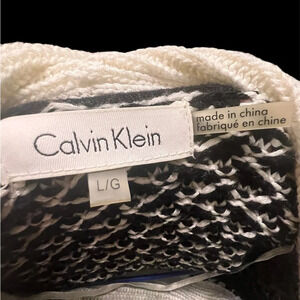 Calvin Klein
L/G
made in china
fabriqué en chine